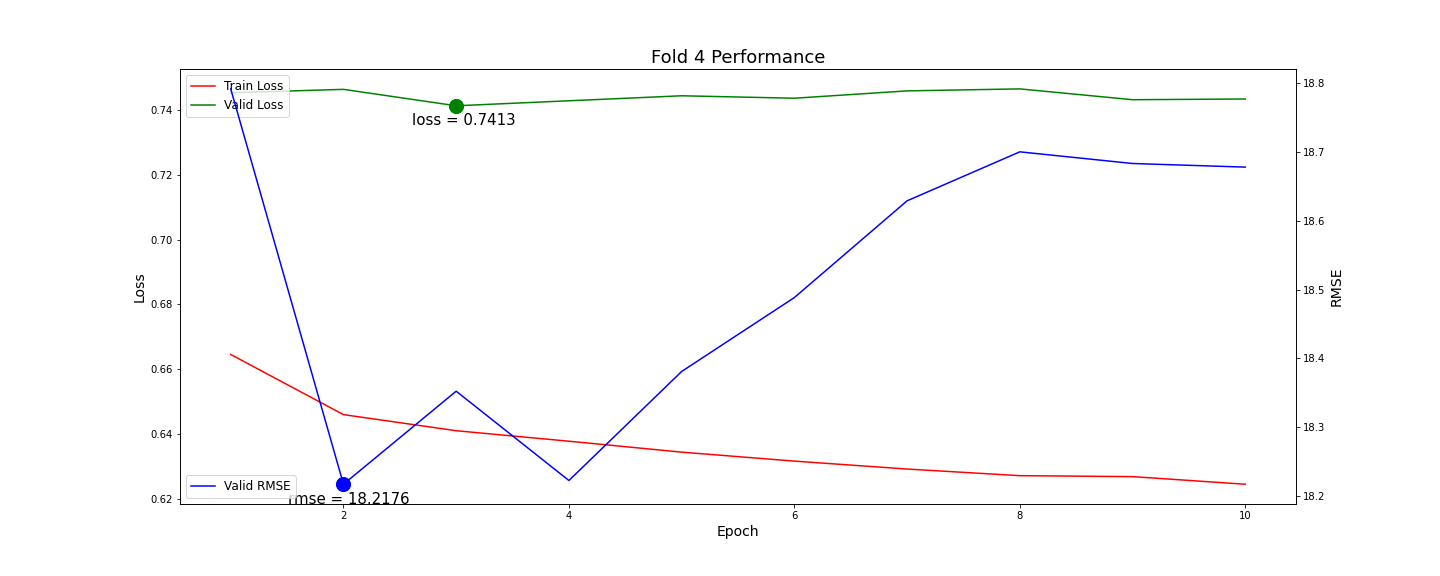 Fold 4 Performance
Train Loss
Valid Loss
loss = 0.7413
Valid RMSE
rmse = 18.2176
0.74
0.72
0.70
0.68
0.66
0.64
0.62
Loss
18.8
18.7
18.6
18.5
18.4
18.3
18.2
RMSE
2 4 6 8 10
Epoch